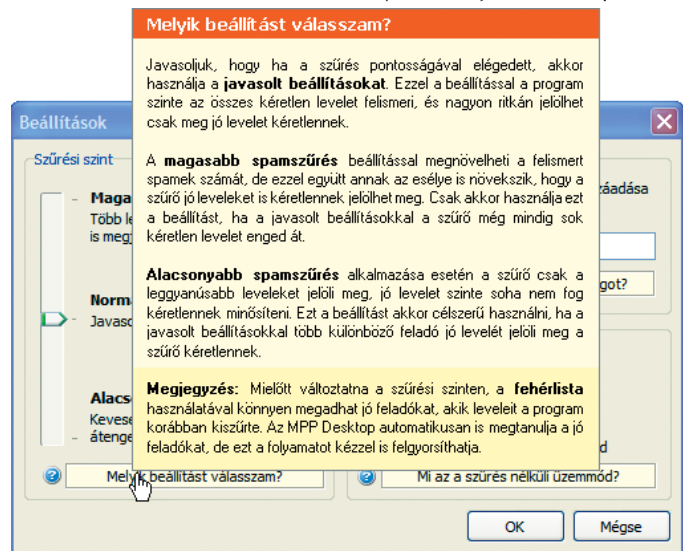 Melyik beállítást válasszam?
Javasoljuk, hogy ha a szűrés pontosságával elégedett, akkor
használja a javasolt beállításokat. Ezzel a beállítással a program
szinte az összes kéretlen levelet felismeri, és nagyon ritkán jelölhet
csak meg jó levelet kéretlennek.
A magasabb spamszűrés beállítással megnövelheti a felismert
spamek számát, de ezzel együtt annak az esélye is növekszik, hogy a
szűrő jó leveleket is kéretlennek jelölhet meg. Csak akkor használja ezt
a beállítást, ha a javasolt beállításokkal a szűrő még mindig sok
kéretlen levelet enged át.
Alacsonyabb spamszűrés alkalmazása esetén a szűrő csak a
leggyanúsabb leveleket jelöli meg, jó levelet szinte soha nem fog
kéretlennek minősíteni. Ezt a beállítást akkor célszerű használni, ha a
javasolt beállításokkal több különböző feladó jó levelét jelöli meg a
szűrő kéretlennek.
Megjegyzés: Mielőtt változtatna a szűrési szinten, a fehérlista
használatával könnyen megadhat jó feladókat, akik leveleit a program
korábban kiszűrte. Az MPP Desktop automatikusan is megtanulja a jó
feladókat, de ezt a folyamatot kézzel is felgyorsíthatja.
Beállítások
Szűrési szint
Maga
Több le
is meg
Norm
Javaso
Alacs
Keves
átenge
Melyik beállítást válasszam?
záadása
got?
d
Mi az a szűrés nélküli üzemmód?
OK
Mégse